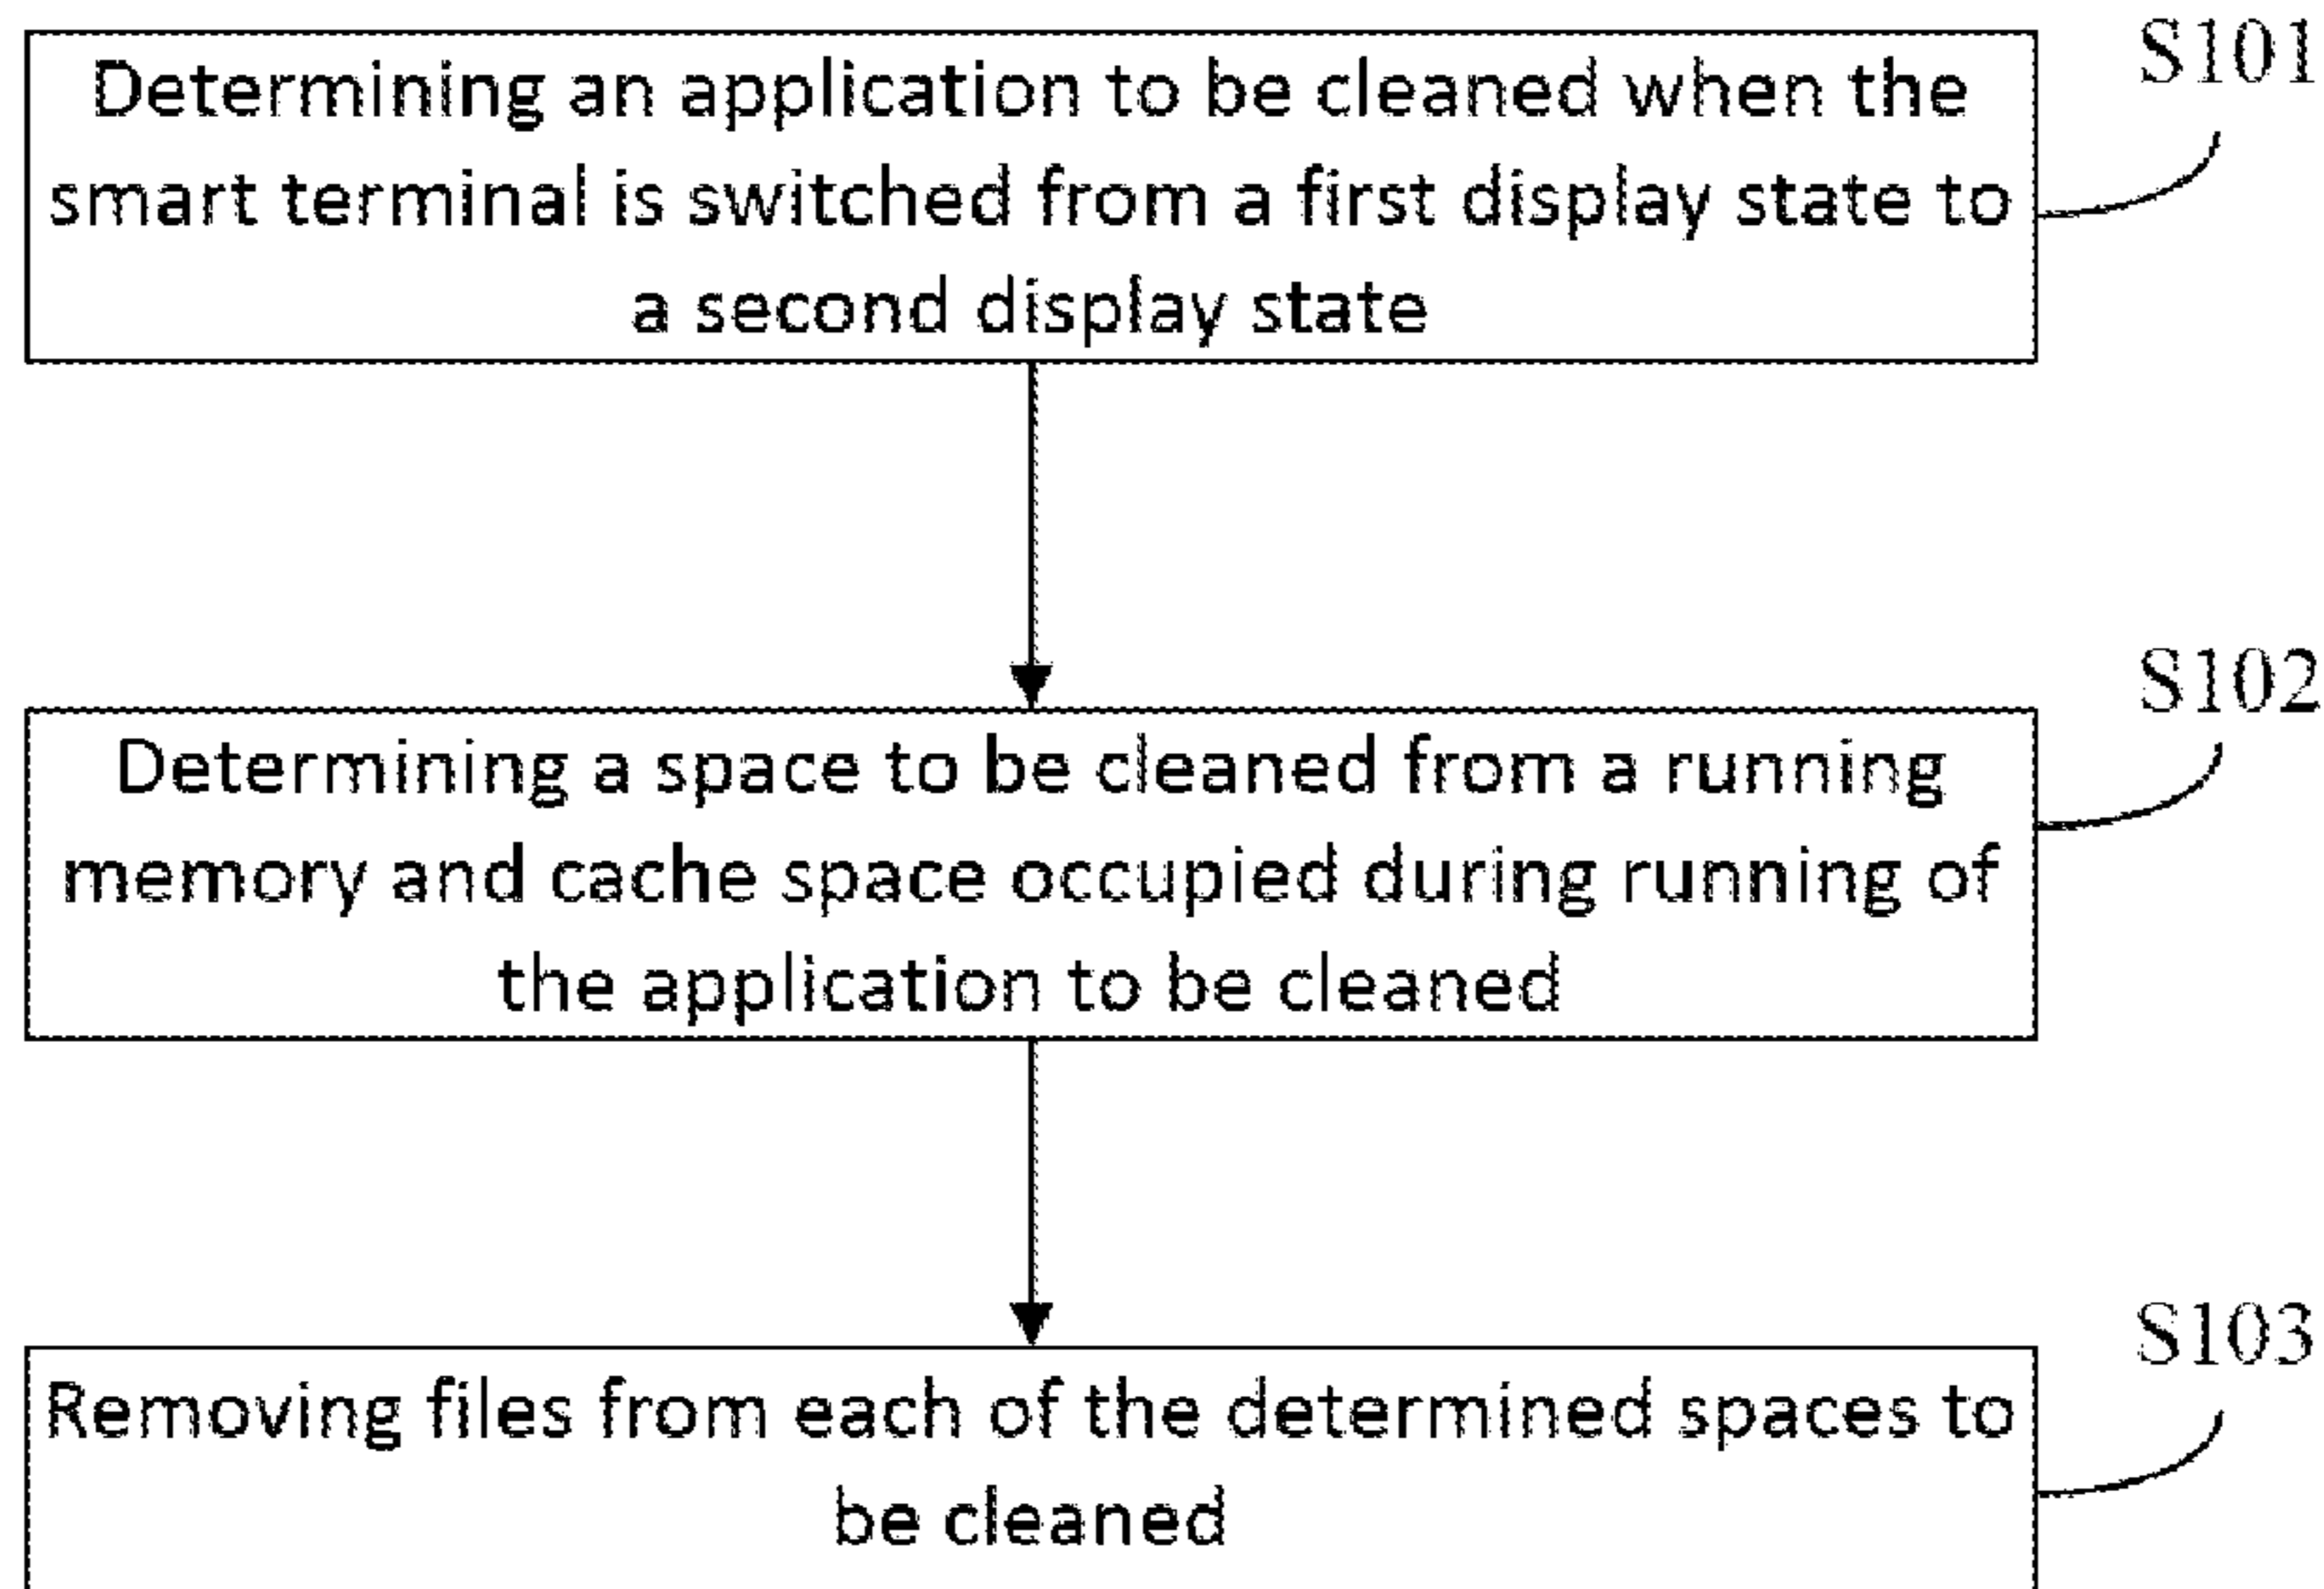 S101
Determining an application to be cleaned when the
smart terminal is switched from a first display state to
a second display state
S102
Determining a space to be cleaned from a running
memory and cache space occupied during running of
the application to be cleaned
S103
Removing files from each of the determined spaces to
be cleaned